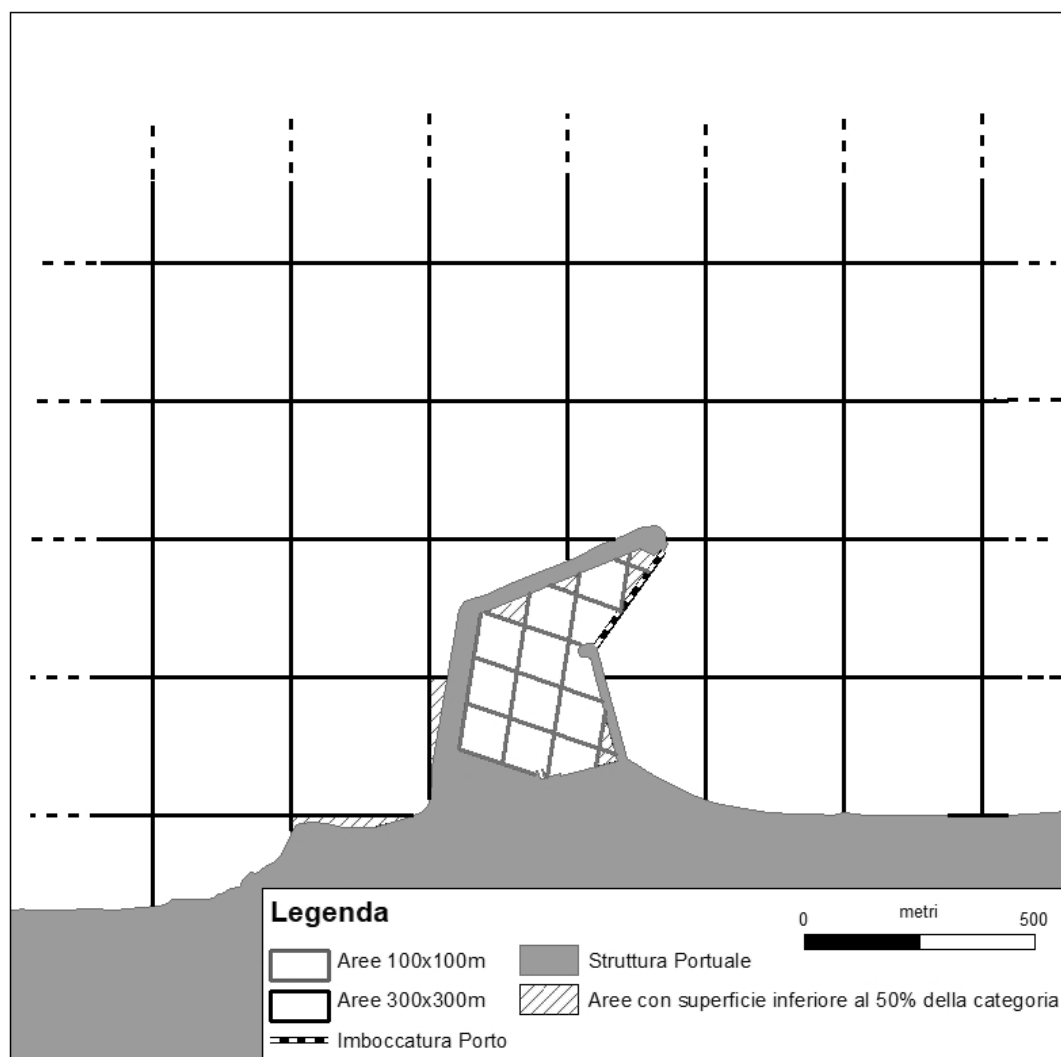 Legenda
Aree 100x100m
Aree 300x300m
Imboccatura Porto
Struttura Portuale
Aree con superficie inferiore al 50% della categoria
0 metri 500